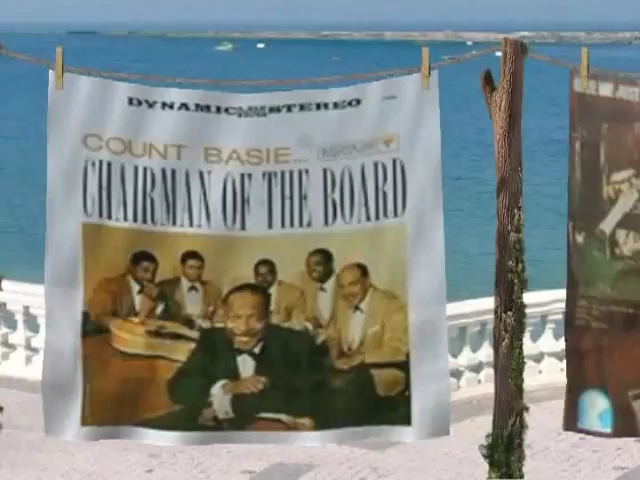 DYNAMIC STEREO
COUNT BASIE...
CHAIRMAN OF THE BOARD